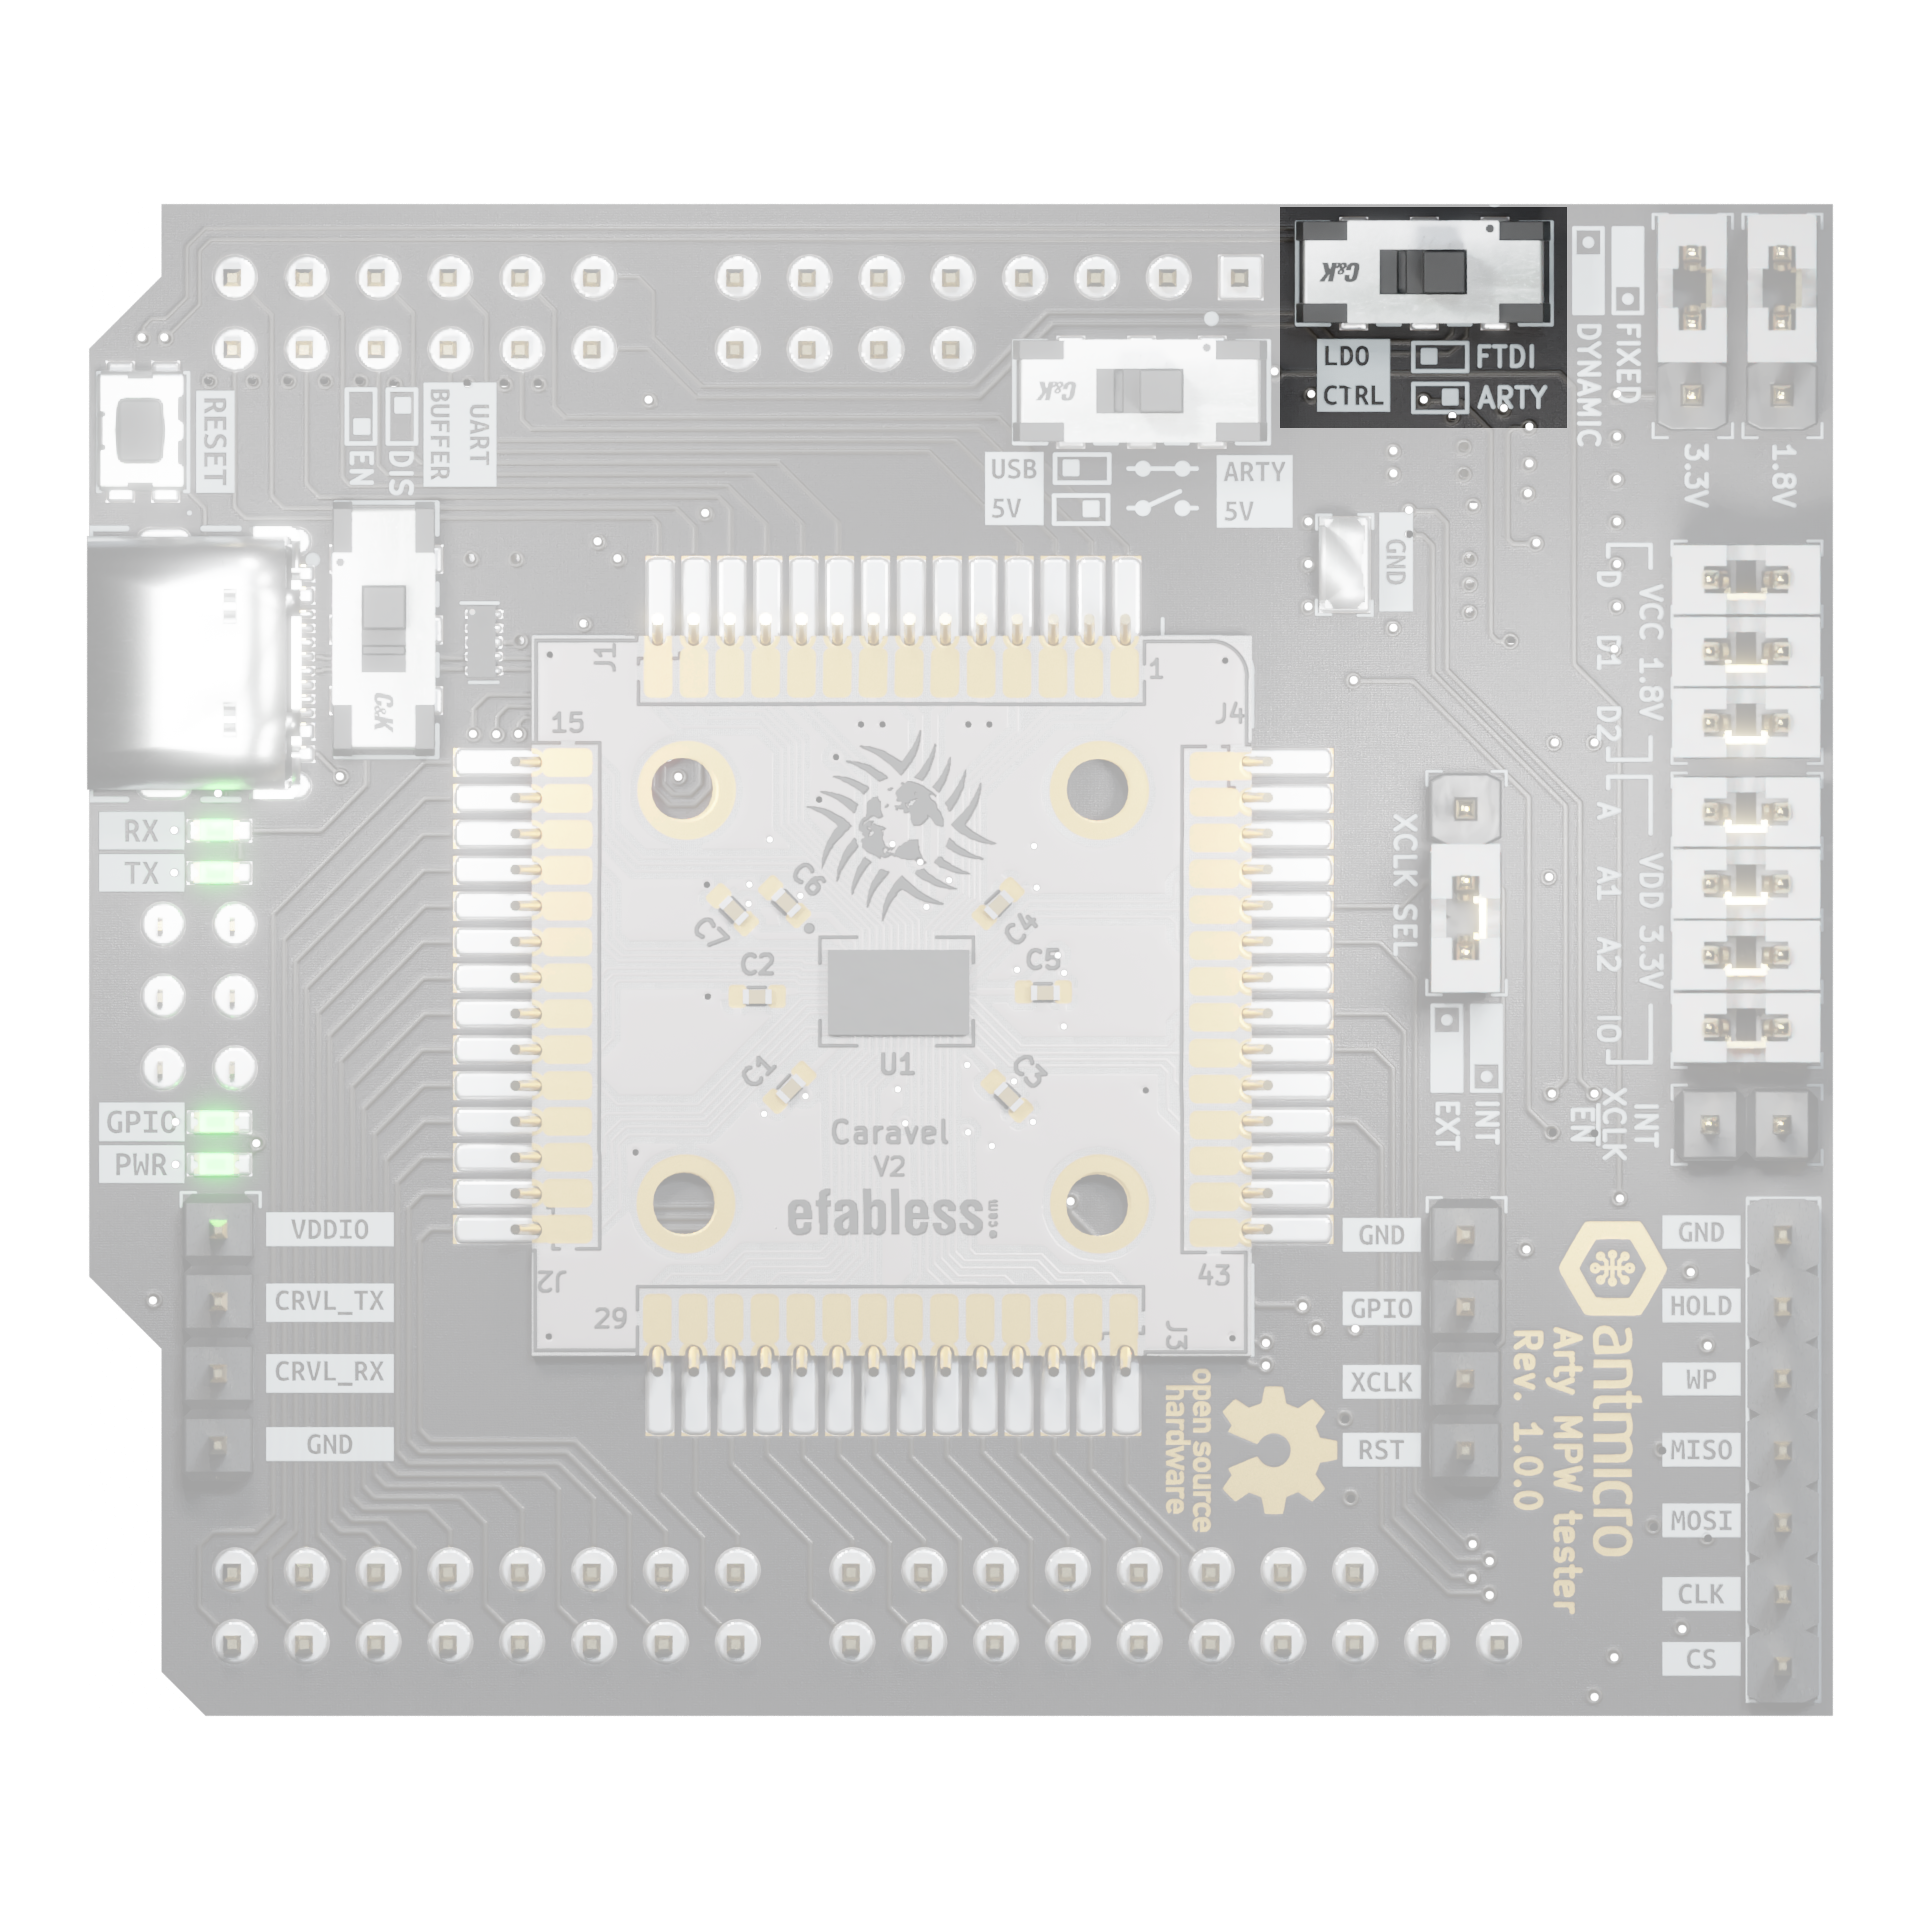 C&K
LDO
CTRL
FTDI
ARTY
FIXED
DYNAMIC
3.3V
1.8V
C&K
USB
5V
ARTY
5V
RESET
EN
DIS
UART
BUFFER
C&K
GND
VCC 1.8V
D
D1
D2
VDD 3.3V
A
A1
A2
IO
J1
1
15
J4
RX
TX
XCLK SEL
C7
C6
C4
C2
C5
C1
U1
C3
Caravel
V2
efabless.com
EXT
INT
INT
XCLK
EN
GPIO
PWR
VDDIO
CRVL_TX
CRVL_RX
GND
J2
29
43
J3
GND
GPIO
XCLK
RST
open source
hardware
antmicro
Arty MPW tester
Rev. 1.0.0
GND
HOLD
WP
MISO
MOSI
CLK
CS